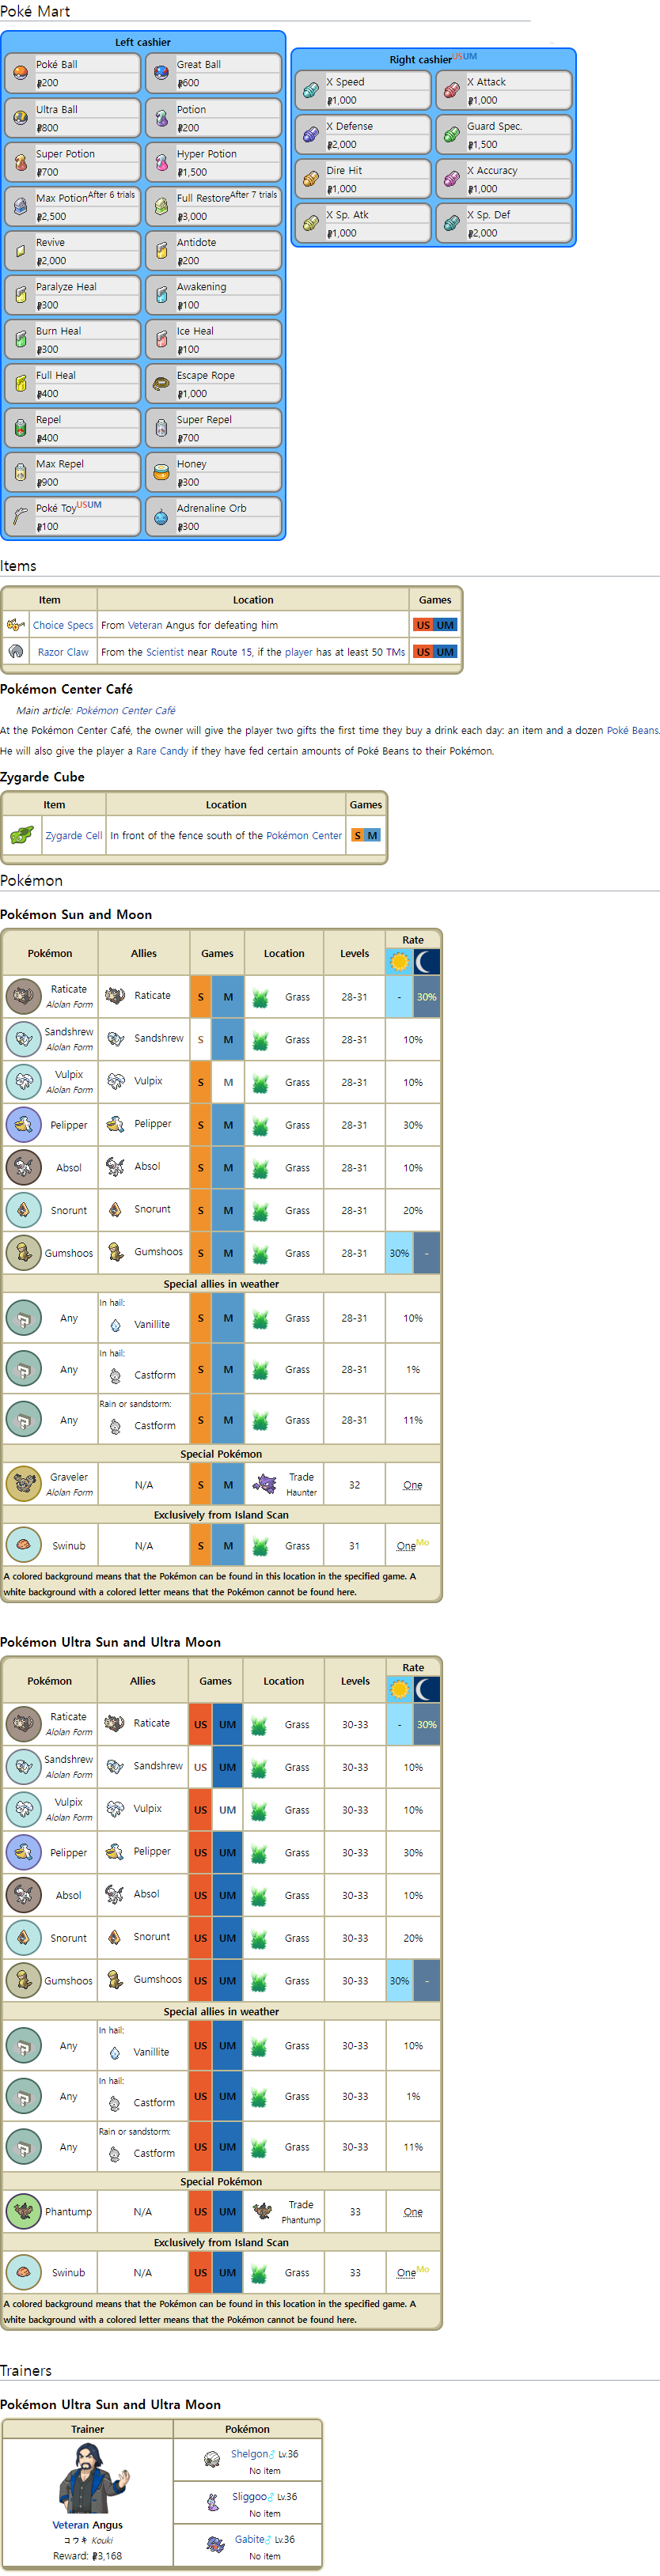 Poké Mart
Left cashier
Poké Ball
₽200
Great Ball
₽600
Ultra Ball
₽800
Potion
₽200
Super Potion
₽700
Hyper Potion
₽1,500
Max Potion After 6 trials
₽2,500
Full Restore After 7 trials
₽3,000
Revive
₽2,000
Antidote
₽200
Paralyze Heal
₽300
Awakening
₽100
Burn Heal
₽300
Ice Heal
₽100
Full Heal
₽400
Escape Rope
₽1,000
Repel
₽400
Super Repel
₽700
Max Repel
₽900
Honey
₽300
Poké Toy USUM
₽100
Adrenaline Orb
₽300
Right cashier USUM
X Speed
₽1,000
X Attack
₽1,000
X Defense
₽2,000
Guard Spec.
₽1,500
Dire Hit
₽1,000
X Accuracy
₽1,000
X Sp. Atk
₽1,000
X Sp. Def
₽2,000
Items
Item Location Games
Choice Specs From Veteran Angus for defeating him US UM
Razor Claw From the Scientist near Route 15, if the player has at least 50 TMs US UM
Pokémon Center Café
Main article: Pokémon Center Café
At the Pokémon Center Café, the owner will give the player two gifts the first time they buy a drink each day: an item and a dozen Poké Beans.
He will also give the player a Rare Candy if they have fed certain amounts of Poké Beans to their Pokémon.
Zygarde Cube
Item Location Games
Zygarde Cell In front of the fence south of the Pokémon Center S M
Pokémon
Pokémon Sun and Moon
Pokémon Allies Games Location Levels Rate
Raticate Alolan Form Raticate S M Grass 28-31 - 30%
Sandshrew Alolan Form Sandshrew S M Grass 28-31 10%
Vulpix Alolan Form Vulpix S M Grass 28-31 10%
Pelipper Pelipper S M Grass 28-31 30%
Absol Absol S M Grass 28-31 10%
Snorunt Snorunt S M Grass 28-31 20%
Gumshoos Gumshoos S M Grass 28-31 30% -
Special allies in weather
Any In hail: Vanillite S M Grass 28-31 10%
Any In hail: Castform S M Grass 28-31 1%
Any Rain or sandstorm: Castform S M Grass 28-31 11%
Special Pokémon
Graveler Alolan Form N/A S M Trade Haunter 32 One
Exclusively from Island Scan
Swinub N/A S M Grass 31 One Mo
A colored background means that the Pokémon can be found in this location in the specified game. A
white background with a colored letter means that the Pokémon cannot be found here.
Pokémon Ultra Sun and Ultra Moon
Pokémon Allies Games Location Levels Rate
Raticate Alolan Form Raticate US UM Grass 30-33 - 30%
Sandshrew Alolan Form Sandshrew US UM Grass 30-33 10%
Vulpix Alolan Form Vulpix US UM Grass 30-33 10%
Pelipper Pelipper US UM Grass 30-33 30%
Absol Absol US UM Grass 30-33 10%
Snorunt Snorunt US UM Grass 30-33 20%
Gumshoos Gumshoos US UM Grass 30-33 30% -
Special allies in weather
Any In hail: Vanillite US UM Grass 30-33 10%
Any In hail: Castform US UM Grass 30-33 1%
Any Rain or sandstorm: Castform US UM Grass 30-33 11%
Special Pokémon
Phantump N/A US UM Trade Phantump 33 One
Exclusively from Island Scan
Swinub N/A US UM Grass 33 One Mo
A colored background means that the Pokémon can be found in this location in the specified game. A
white background with a colored letter means that the Pokémon cannot be found here.
Trainers
Pokémon Ultra Sun and Ultra Moon
Trainer Pokémon
Veteran Angus
コウキ Kouki
Reward: ₽3,168
Shelgon♂ Lv.36
No item
Sliggoo♂ Lv.36
No item
Gabite♂ Lv.36
No item